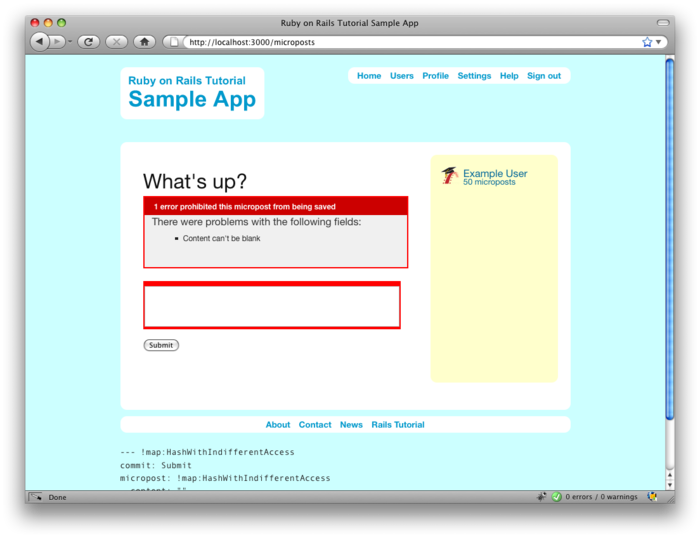 Ruby on Rails Tutorial Sample App
http://localhost:3000/microposts
Ruby on Rails Tutorial
Sample App
Home Users Profile Settings Help Sign out
What's up?
1 error prohibited this micropost from being saved
There were problems with the following fields:
Content can't be blank
Submit
Example User
50 microposts
About Contact News Rails Tutorial
--- !map:HashWithIndifferentAccess
commit: Submit
micropost: !map:HashWithIndifferentAccess
content: ""
Done
0 errors / 0 warnings